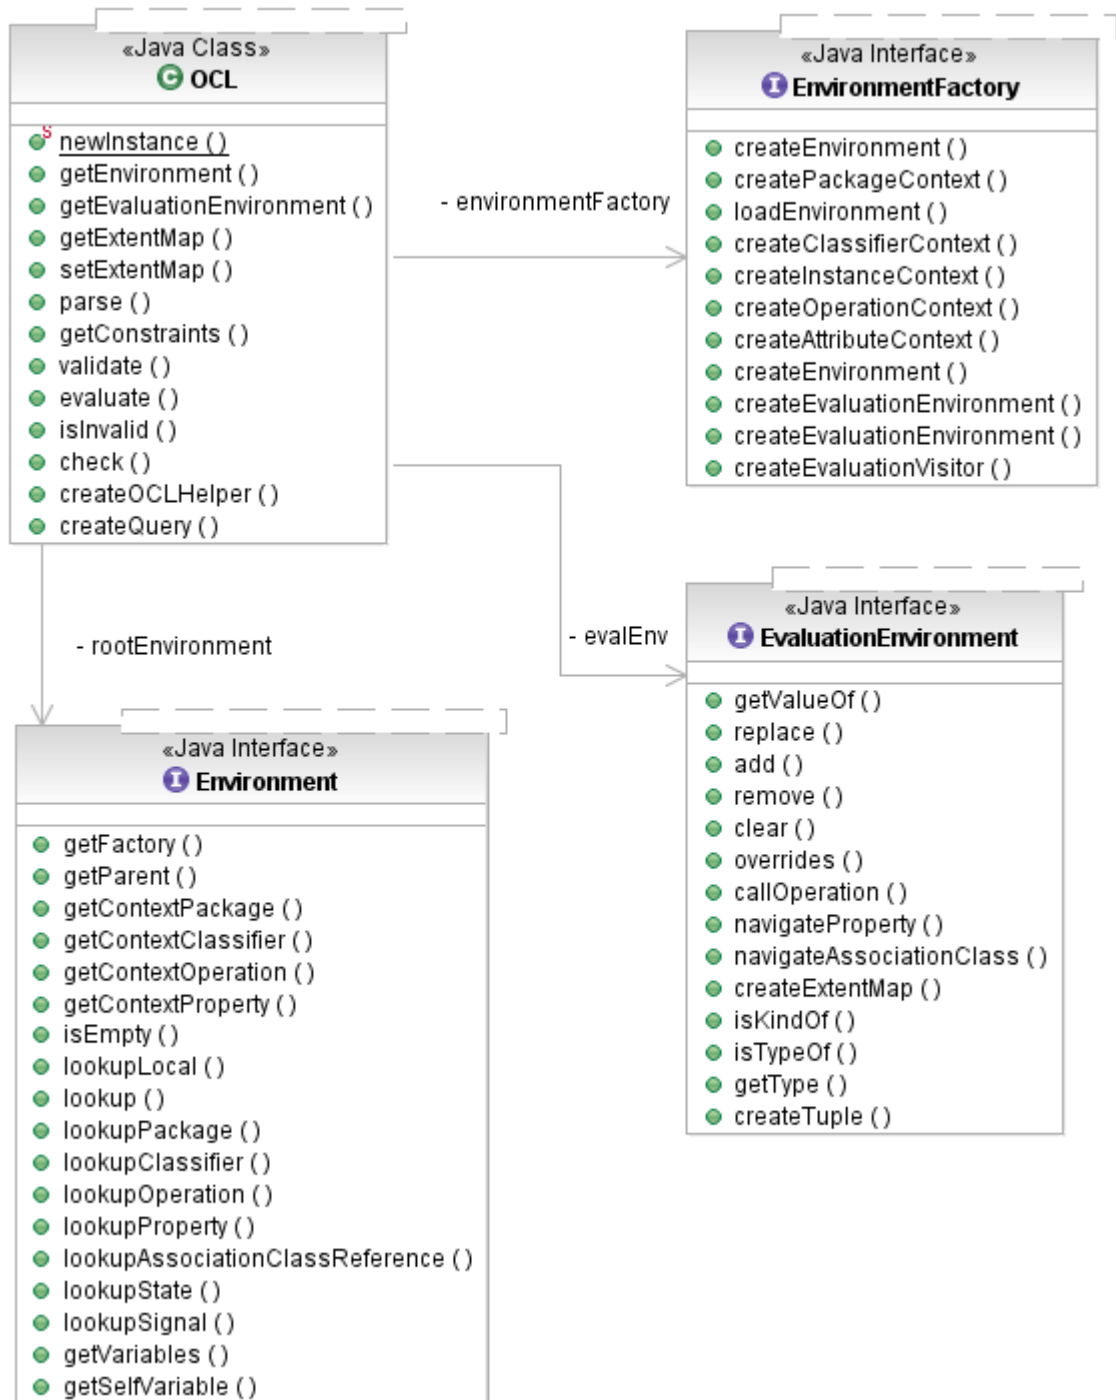 «Java Class»
C OCL
S newInstance ( )
getEnvironment ( )
getEvaluationEnvironment ( )
getExtentMap ( )
setExtentMap ( )
parse ( )
getConstraints ( )
validate ( )
evaluate ( )
isInvalid ( )
check ( )
createOCLHelper ( )
createQuery ( )
- environmentFactory
«Java Interface»
I EnvironmentFactory
createEnvironment ( )
createPackageContext ( )
loadEnvironment ( )
createClassifierContext ( )
createInstanceContext ( )
createOperationContext ( )
createAttributeContext ( )
createEnvironment ( )
createEvaluationEnvironment ( )
createEvaluationEnvironment ( )
createEvaluationVisitor ( )
- rootEnvironment
- evalEnv
«Java Interface»
I EvaluationEnvironment
getValueOf ( )
replace ( )
add ( )
remove ( )
clear ( )
overrides ( )
callOperation ( )
navigateProperty ( )
navigateAssociationClass ( )
createExtentMap ( )
isKindOf ( )
isTypeOf ( )
getType ( )
createTuple ( )
«Java Interface»
I Environment
getFactory ( )
getParent ( )
getContextPackage ( )
getContextClassifier ( )
getContextOperation ( )
getContextProperty ( )
isEmpty ( )
lookupLocal ( )
lookup ( )
lookupPackage ( )
lookupClassifier ( )
lookupOperation ( )
lookupProperty ( )
lookupAssociationClassReference ( )
lookupState ( )
lookupSignal ( )
getVariables ( )
getSelfVariable ( )